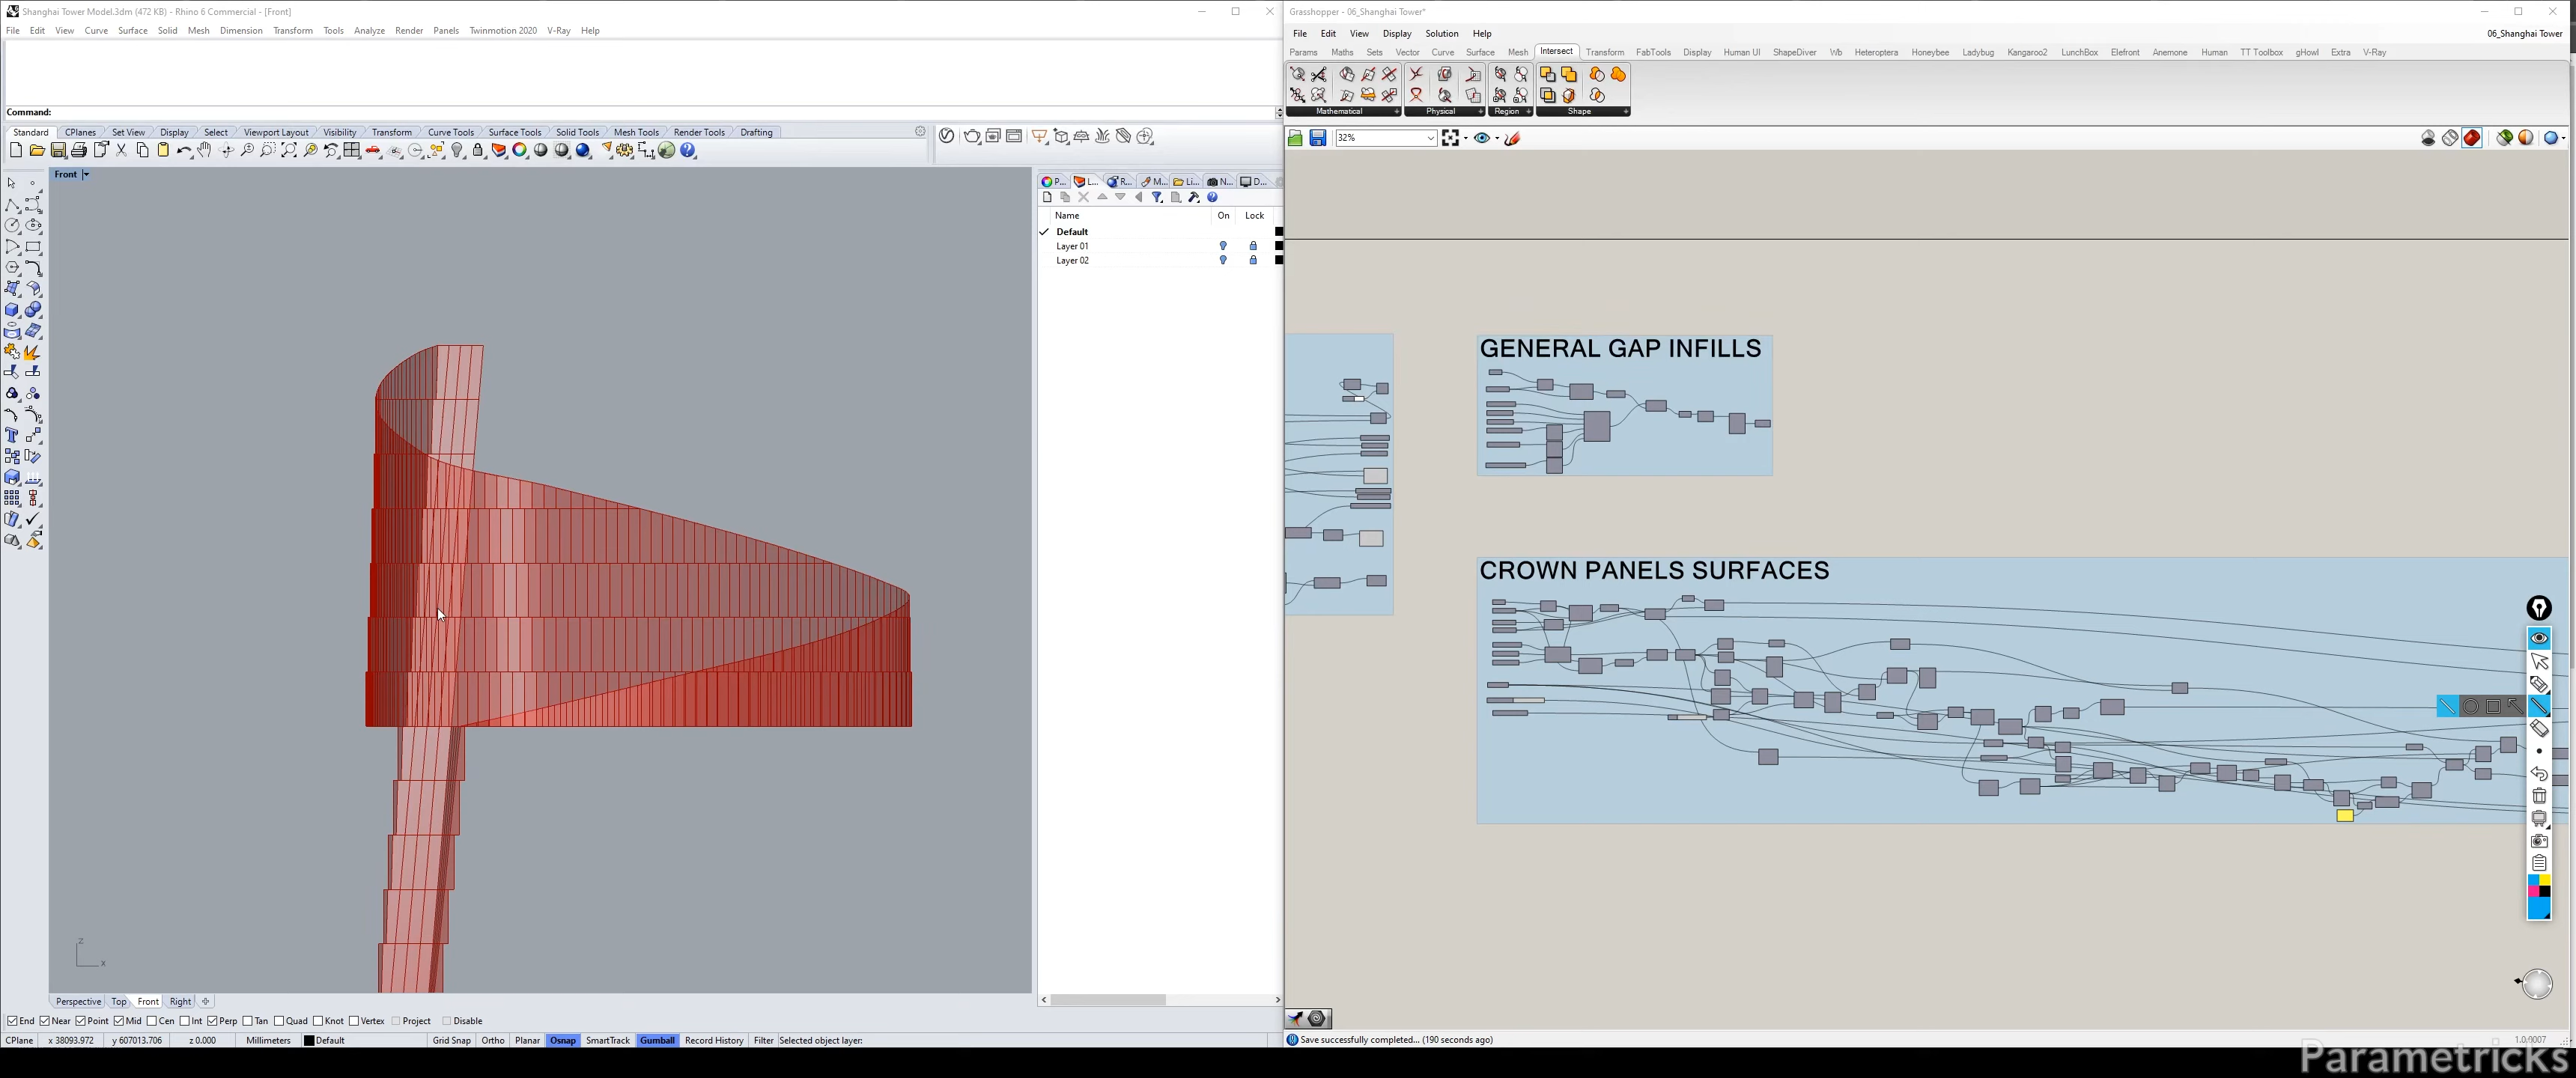 Shanghai Tower Model.3dm (472 KB) - Rhino 6 Commercial - [Front]
File Edit View Curve Surface Solid Mesh Dimension Transform Tools Analyze Render Panels Twinmotion 2020 V-Ray Help
Command:
Standard CPlanes Set View Display Select Viewport Layout Visibility Transform Curve Tools Surface Tools Solid Tools Mesh Tools Render Tools Drafting
Front
P... L... R... M... Li... N... D...
Name On Lock
Default
Layer 01
Layer 02
z
x
Perspective Top Front Right
End Near Point Mid Cen Int Perp Tan Quad Knot Vertex Project Disable
CPlane x 38093.972 y 607013.706 z 0.000 Millimeters Default Grid Snap Ortho Planar Osnap SmartTrack Gumball Record History Filter Selected object layer:
Grasshopper - 06_Shanghai Tower*
File Edit View Display Solution Help
06_Shanghai Tower
Params Maths Sets Vector Curve Surface Mesh Intersect Transform FabTools Display Human UI ShapeDiver Wb Heteroptera Honeybee Ladybug Kangaroo2 LunchBox Elefront Anemone Human TT Toolbox gHowl Extra V-Ray
Mathematical Physical Region Shape
32%
GENERAL GAP INFILLS
CROWN PANELS SURFACES
Save successfully completed... (190 seconds ago)
1.0.0007
Parametricks